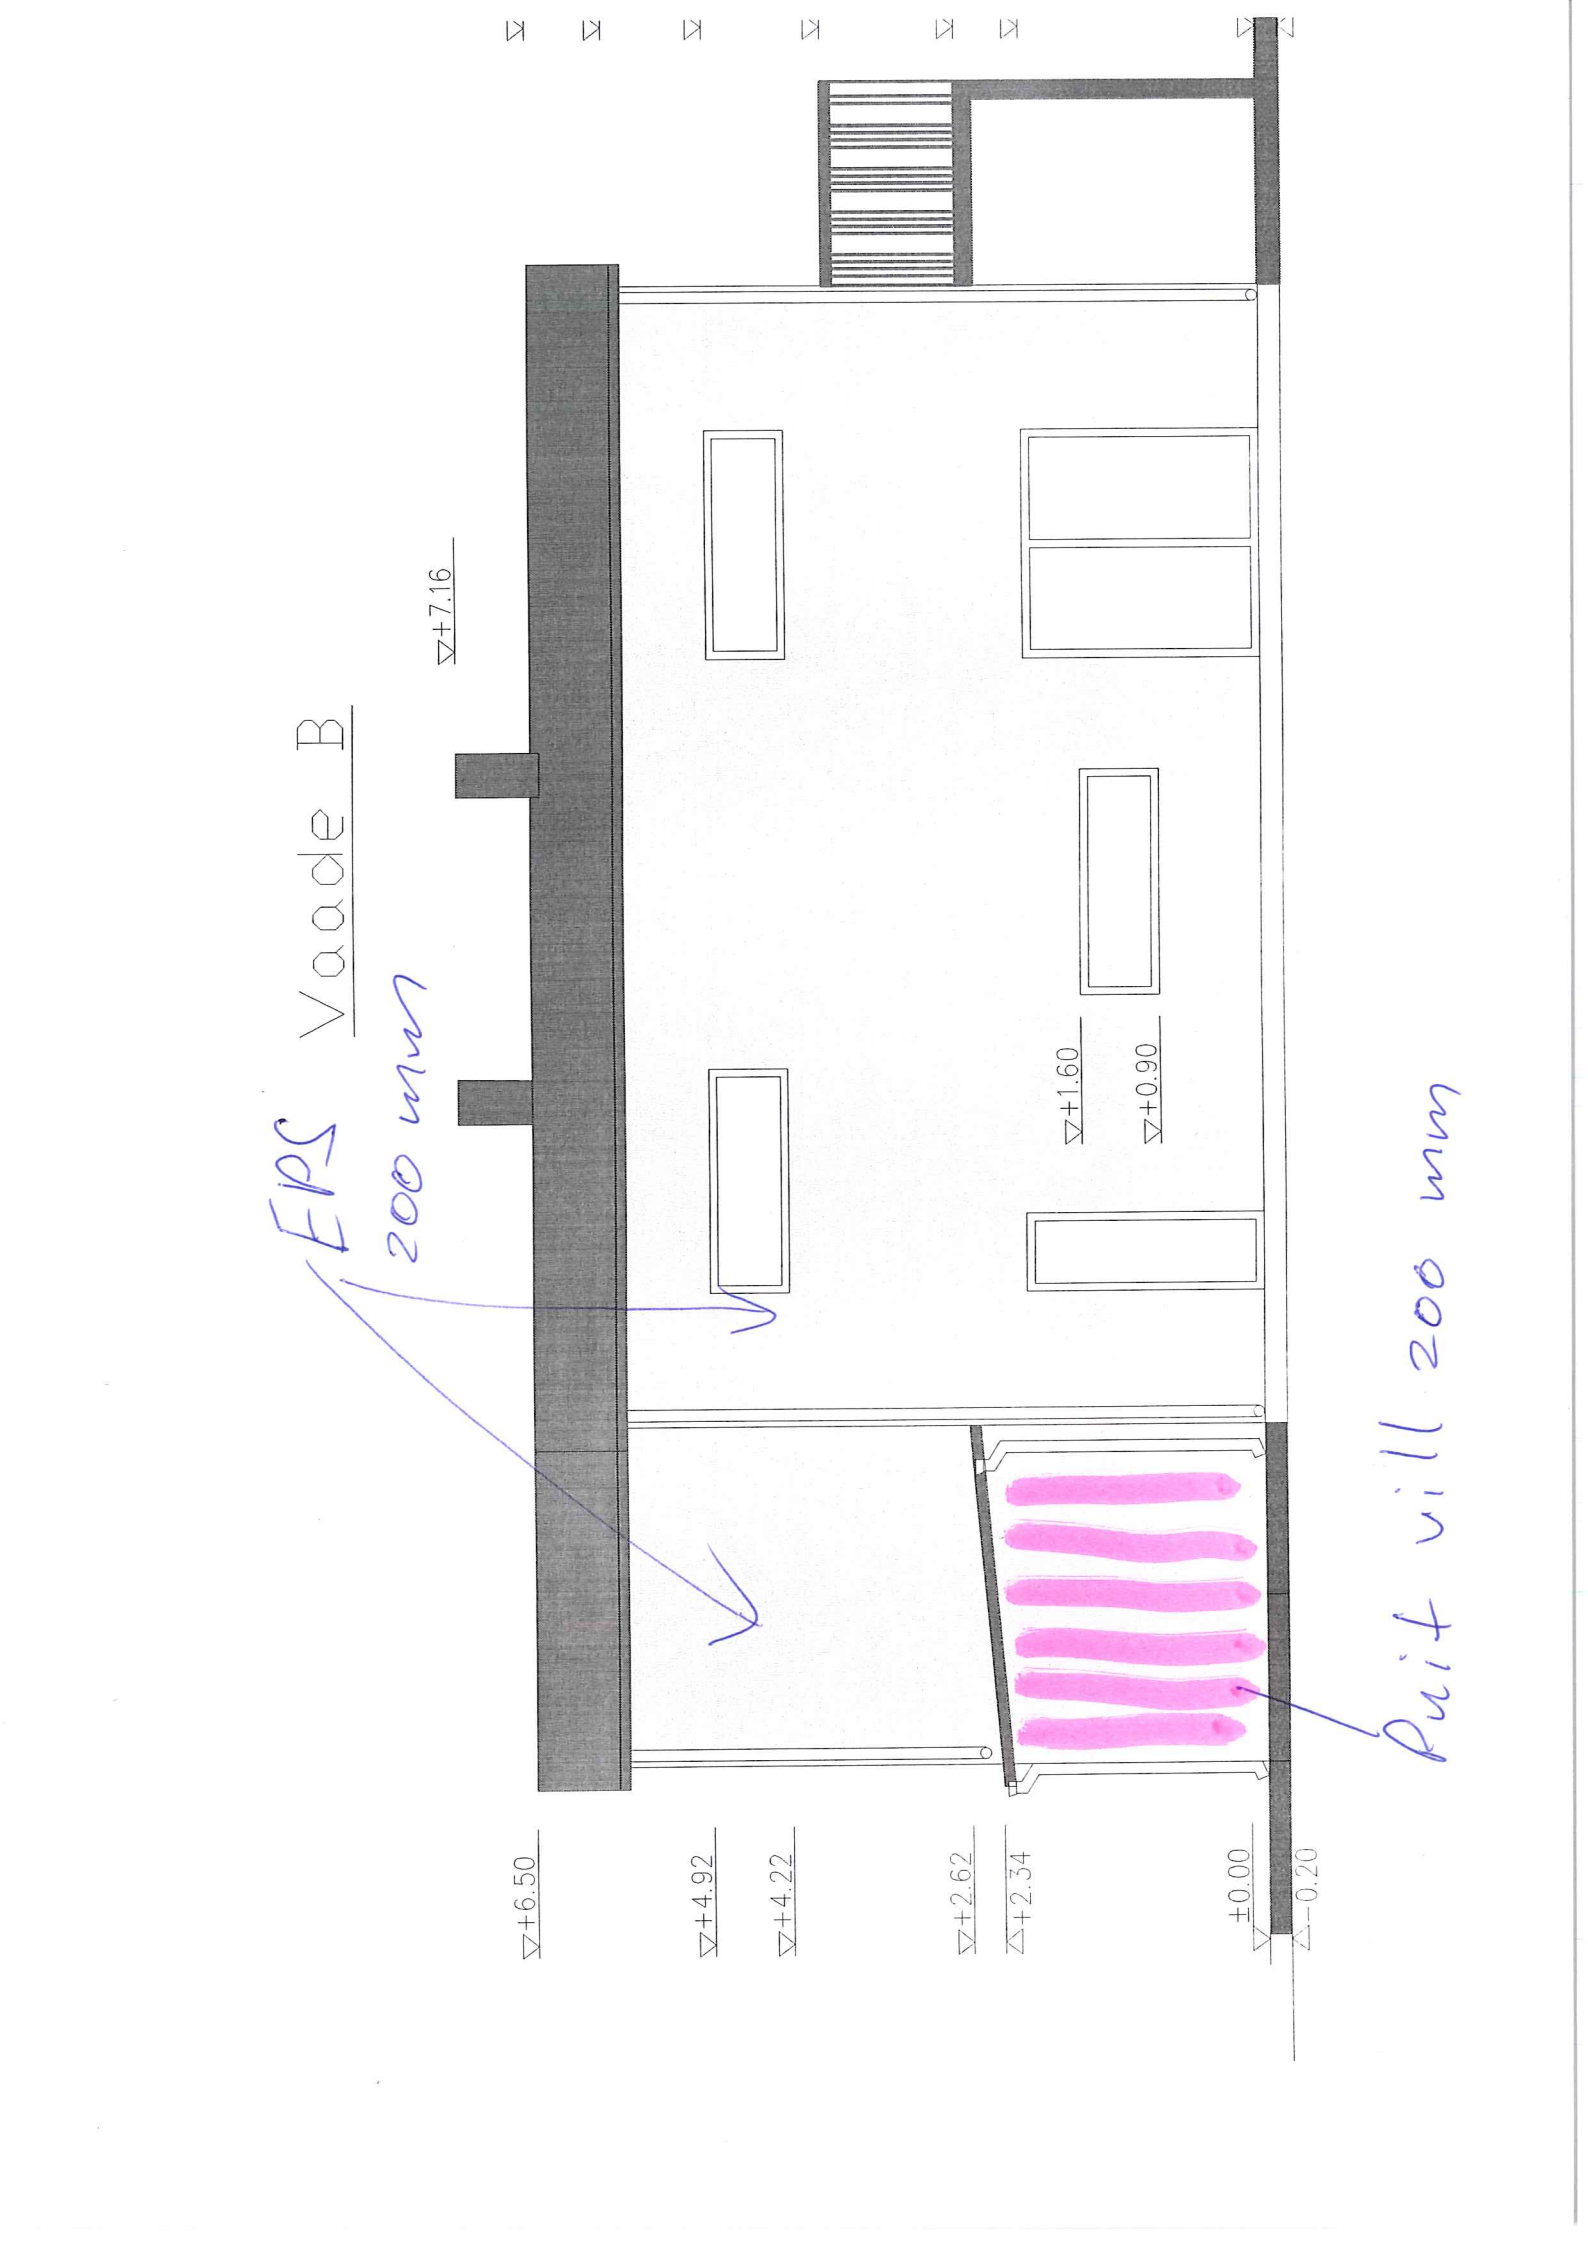 Vaade B
EPS
200 mm
+7.16
+6.50
+4.92
+4.22
+2.62
+2.34
±0.00
-0.20
+1.60
+0.90
Puit vill 200 mm